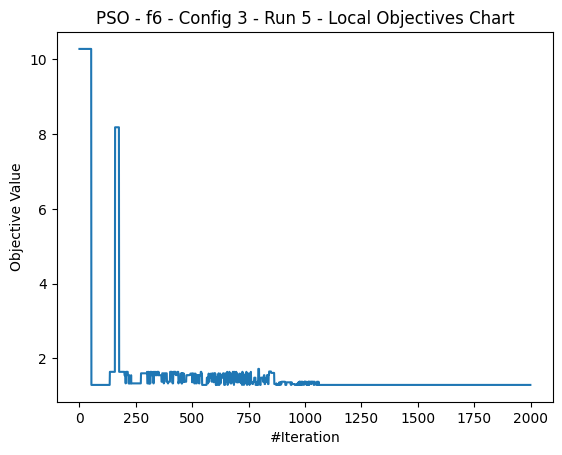 PSO - f6 - Config 3 - Run 5 - Local Objectives Chart
10
8
6
4
2
Objective Value
0 250 500 750 1000 1250 1500 1750 2000
#Iteration